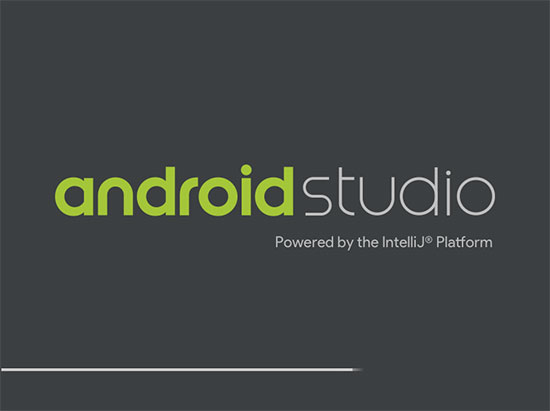 androidstudio
Powered by the IntelliJ® Platform